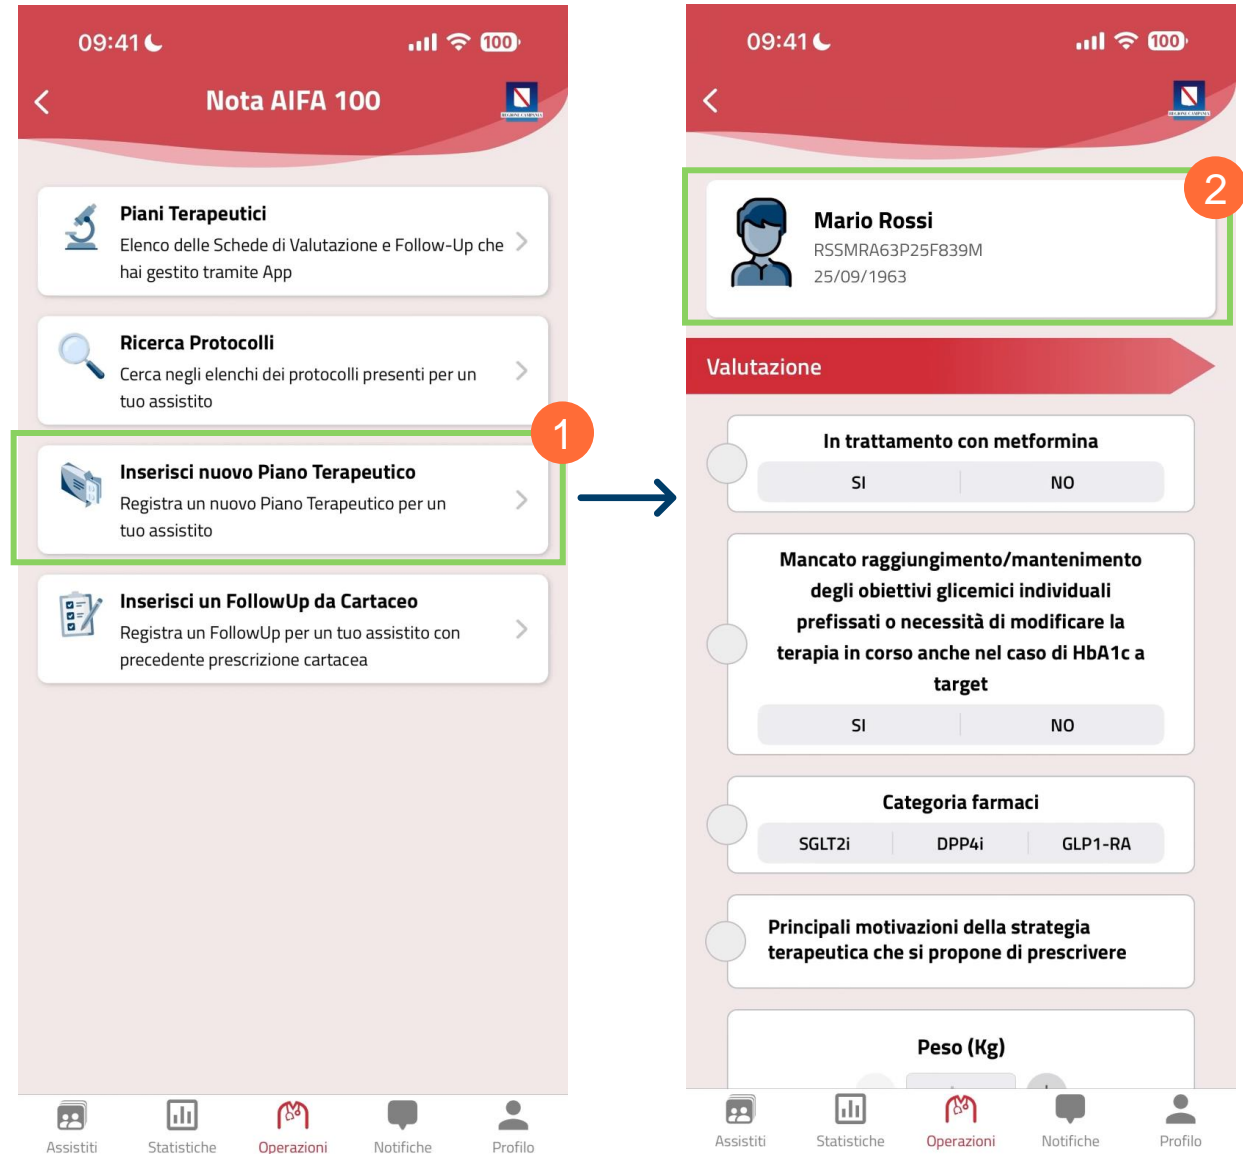 09:41
100
Nota AIFA 100
REGIONE CAMPANIA
Piani Terapeutici
Elenco delle Schede di Valutazione e Follow-Up che
hai gestito tramite App
Ricerca Protocolli
Cerca negli elenchi dei protocolli presenti per un
tuo assistito
1
Inserisci nuovo Piano Terapeutico
Registra un nuovo Piano Terapeutico per un
tuo assistito
Inserisci un FollowUp da Cartaceo
Registra un FollowUp per un tuo assistito con
precedente prescrizione cartacea
Assistiti
Statistiche
Operazioni
Notifiche
Profilo
09:41
100
REGIONE CAMPANIA
2
Mario Rossi
RSSMRA63P25F839M
25/09/1963
Valutazione
In trattamento con metformina
SI NO
Mancato raggiungimento/mantenimento
degli obiettivi glicemici individuali
prefissati o necessità di modificare la
terapia in corso anche nel caso di HbA1c a
target
SI NO
Categoria farmaci
SGLT2i DPP4i GLP1-RA
Principali motivazioni della strategia
terapeutica che si propone di prescrivere
Peso (Kg)
Assistiti
Statistiche
Operazioni
Notifiche
Profilo